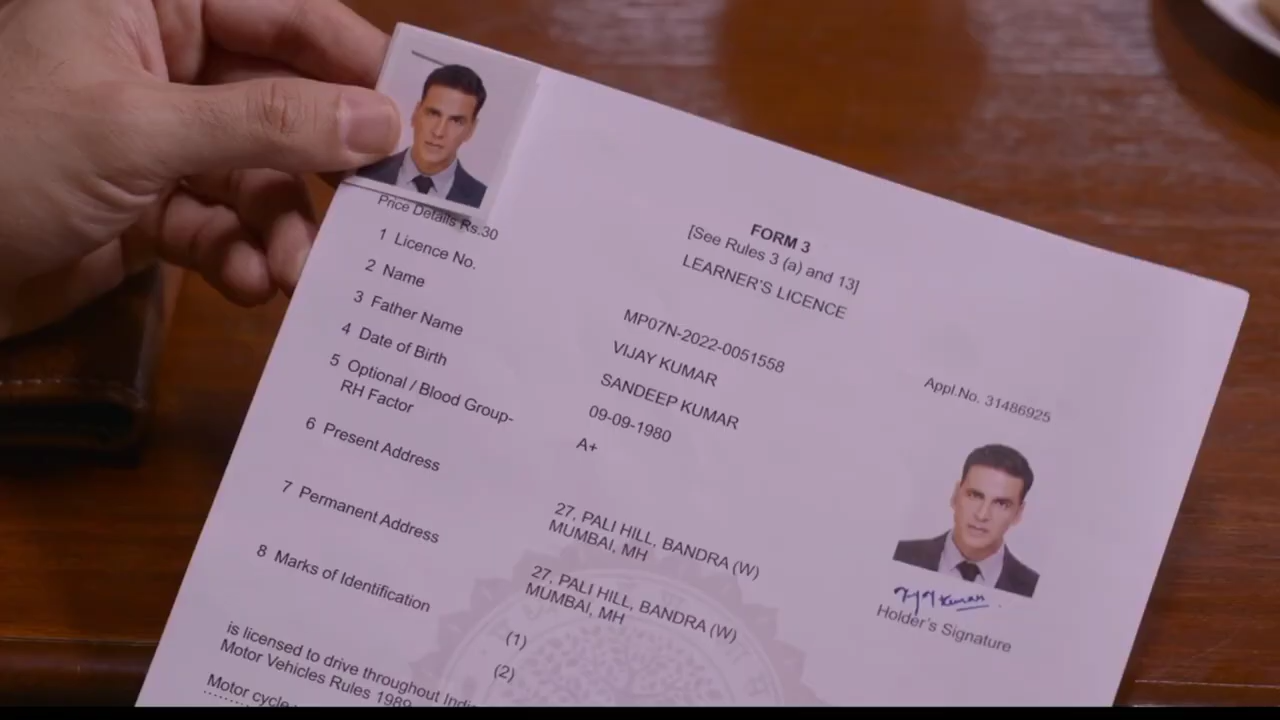 Price Details Rs.30
FORM 3
[See Rules 3 (a) and 13]
LEARNER'S LICENCE
1 Licence No.
MP07N-2022-0051558
2 Name
VIJAY KUMAR
3 Father Name
SANDEEP KUMAR
4 Date of Birth
09-09-1980
5 Optional / Blood Group-
RH Factor
A+
Appl.No. 31486925
6 Present Address
27, PALI HILL, BANDRA (W)
MUMBAI, MH
7 Permanent Address
27, PALI HILL, BANDRA (W)
MUMBAI, MH
8 Marks of Identification
(1)
(2)
Kumar
Holder's Signature
is licensed to drive throughout
Motor Vehicles Rules 1989
Motor cycle